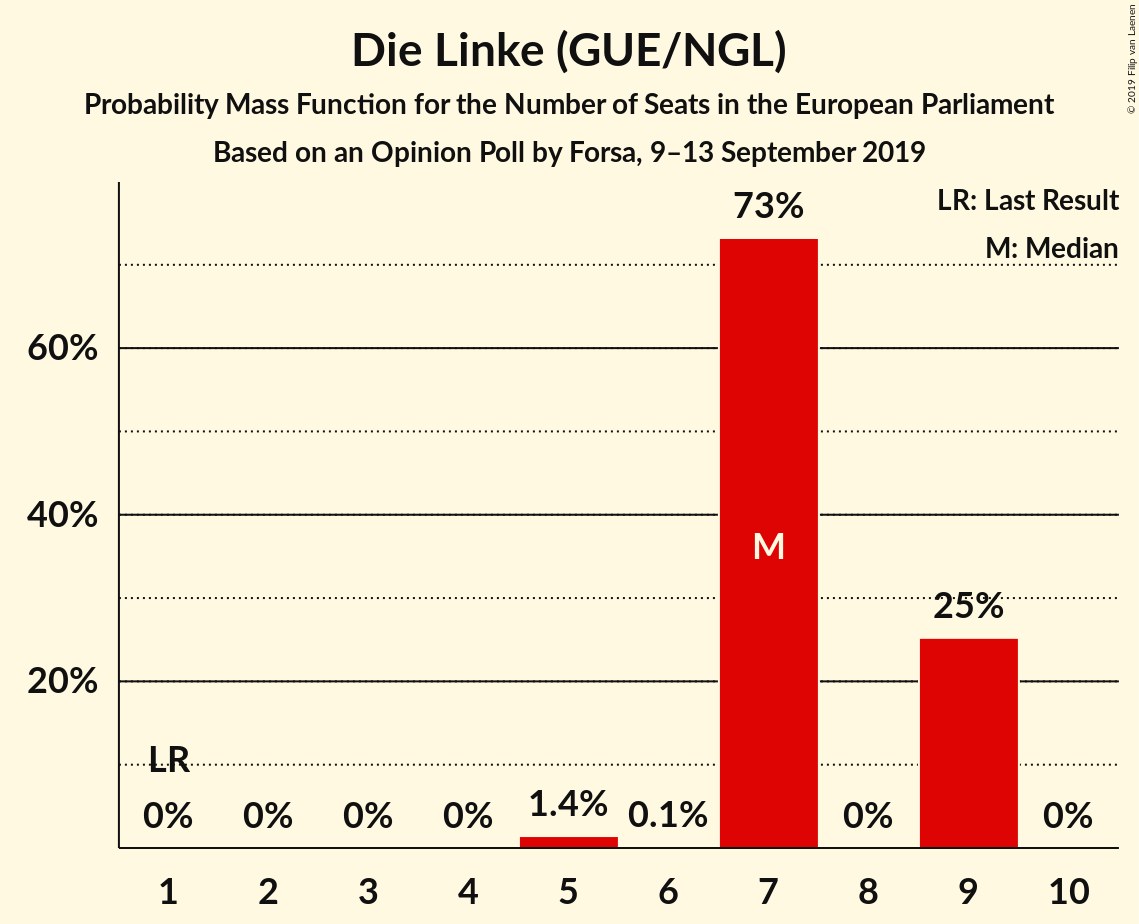 Die Linke (GUE/NGL)
Probability Mass Function for the Number of Seats in the European Parliament
Based on an Opinion Poll by Forsa, 9–13 September 2019
© 2019 Filip van Laenen
LR: Last Result
M: Median
73%
60%
40%
M
25%
20%
LR
0% 0% 0% 0% 1.4% 0.1% 0% 0%
1 2 3 4 5 6 7 8 9 10